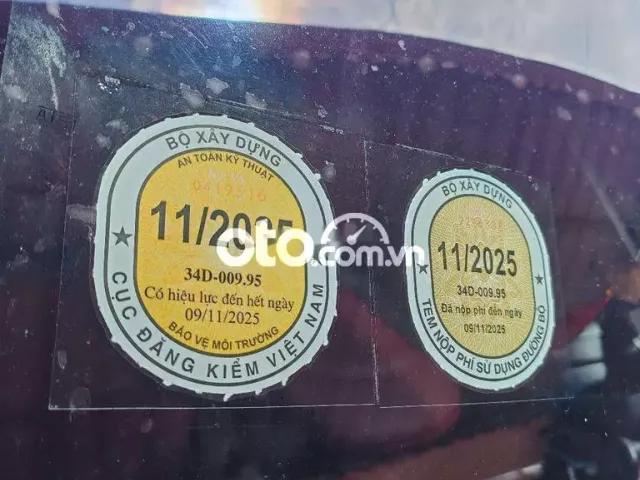 BỘ XÂY DỰNG
AN TOÀN KỸ THUẬT
0419316
11/2025
34D-009.95
Có hiệu lực đến hết ngày
09/11/2025
BẢO VỆ MÔI TRƯỜNG
CỤC ĐĂNG KIỂM VIỆT NAM
oto.com.vn
BỘ XÂY DỰNG
11/2025
34D-009.95
Đã nộp phí đến ngày
09/11/2025
TEM NỘP PHÍ SỬ DỤNG ĐƯỜNG BỘ